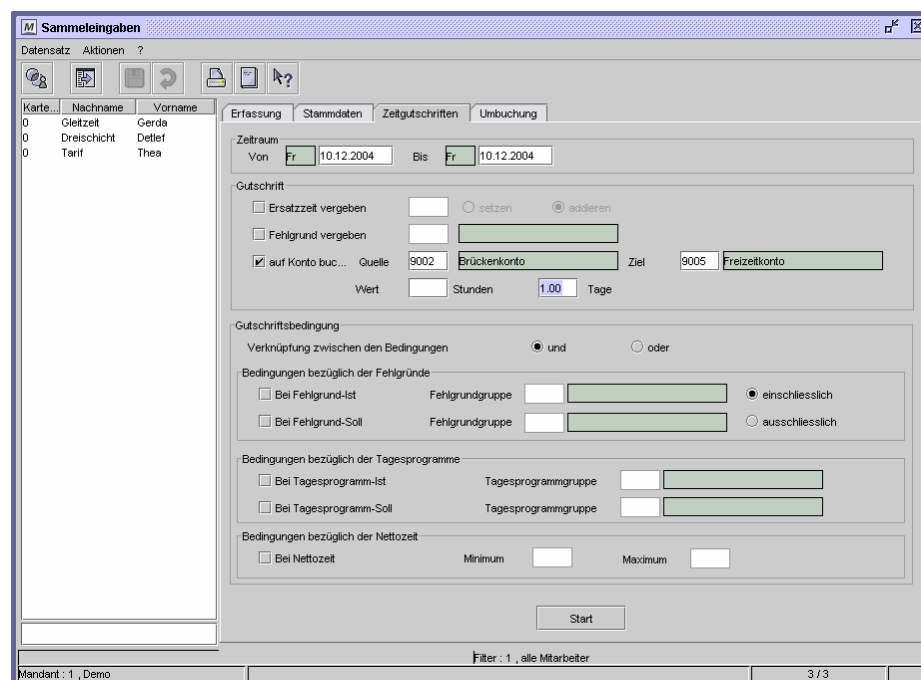 Sammeleingaben
Datensatz Aktionen ?
Karte... Nachname Vorname
0 Gleitzeit Gerda
0 Dreischicht Detlef
0 Tarif Thea
Erfassung Stammdaten Zeitgutschriften Umbuchung
Zeitraum
Von Fr 10.12.2004 Bis Fr 10.12.2004
Gutschrift
Ersatzzeit vergeben setzen addieren
Fehlgrund vergeben
auf Konto buc... Quelle 9002 Brückenkonto Ziel 9005 Freizeitkonto
Wert Stunden 1.00 Tage
Gutschriftsbedingung
Verknüpfung zwischen den Bedingungen und oder
Bedingungen bezüglich der Fehlgründe
Bei Fehlgrund-Ist Fehlgrundgruppe einschliesslich
Bei Fehlgrund-Soll Fehlgrundgruppe ausschliesslich
Bedingungen bezüglich der Tagesprogramme
Bei Tagesprogramm-Ist Tagesprogrammgruppe
Bei Tagesprogramm-Soll Tagesprogrammgruppe
Bedingungen bezüglich der Nettozeit
Bei Nettozeit Minimum Maximum
Start
Filter : 1 , alle Mitarbeiter
Mandant : 1 , Demo 3 / 3